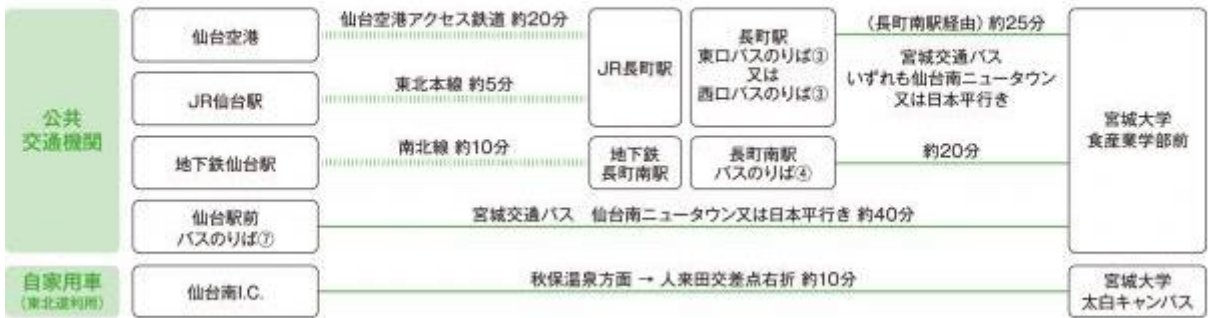 公共
交通機関
仙台空港
仙台空港アクセス鉄道 約20分
JR仙台駅
東北本線 約5分
JR長町駅
長町駅
東口バスのりば③
又は
西口バスのりば③
（長町南駅経由）約25分
宮城交通バス
いずれも仙台南ニュータウン
又は日本平行き
地下鉄仙台駅
南北線 約10分
地下鉄
長町南駅
長町南駅
バスのりば④
約20分
仙台駅前
バスのりば⑦
宮城交通バス 仙台南ニュータウン又は日本平行き 約40分
宮城大学
食産業学部前
自家用車
（東北道利用）
仙台南I.C.
秋保温泉方面 → 人来田交差点右折 約10分
宮城大学
太白キャンパス